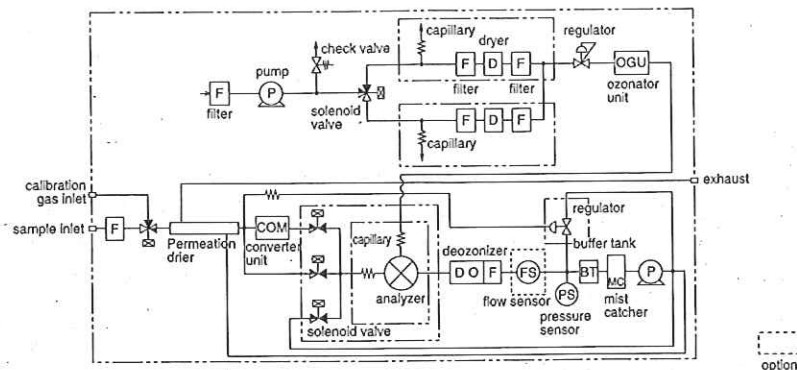 capillary
dryer
regulator
check valve
F
D
F
OGU
pump
filter
filter
ozonator
unit
F
P
filter
solenoid
valve
F
D
F
capillary
calibration
gas inlet
exhaust
sample inlet
F
Permeation
drier
COM
converter
unit
capillary
analyzer
solenoid valve
deozonizer
D O F
FS
flow sensor
regulator
buffer tank
BT
MC
P
PS
pressure
sensor
mist
catcher
option